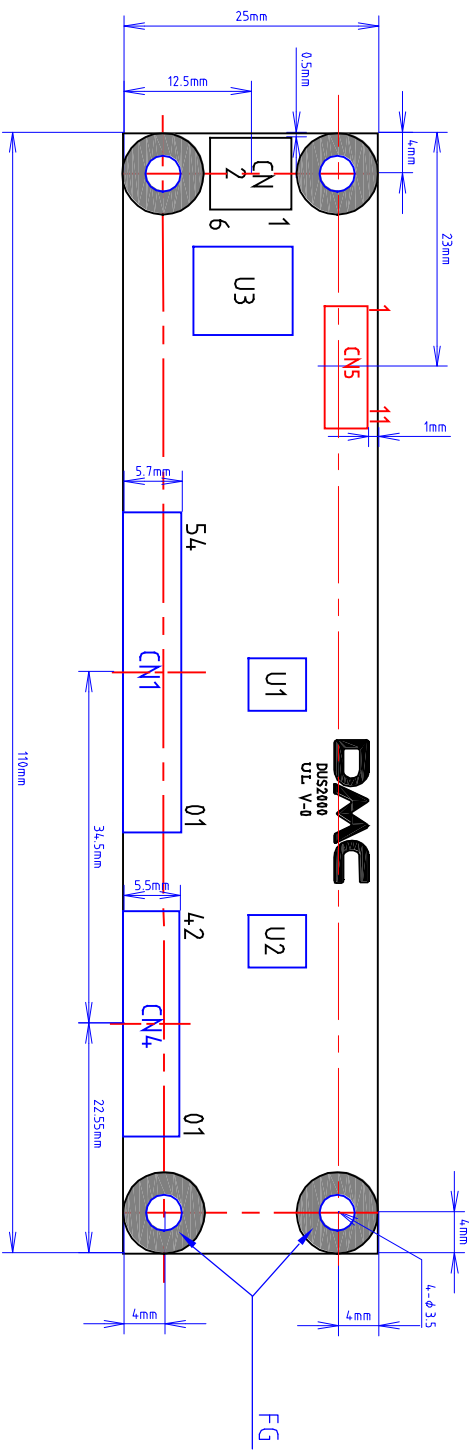 25mm
12.5mm
0.5mm
4mm
23mm
CN
2
1
6
U3
1
CN5
11
1mm
5.7mm
54
CN1
01
U1
DMC
DUS2000
UL V-0
110mm
34.5mm
5.5mm
42
CN4
01
U2
22.55mm
4mm
4mm
4mm
4-φ3.5
FG